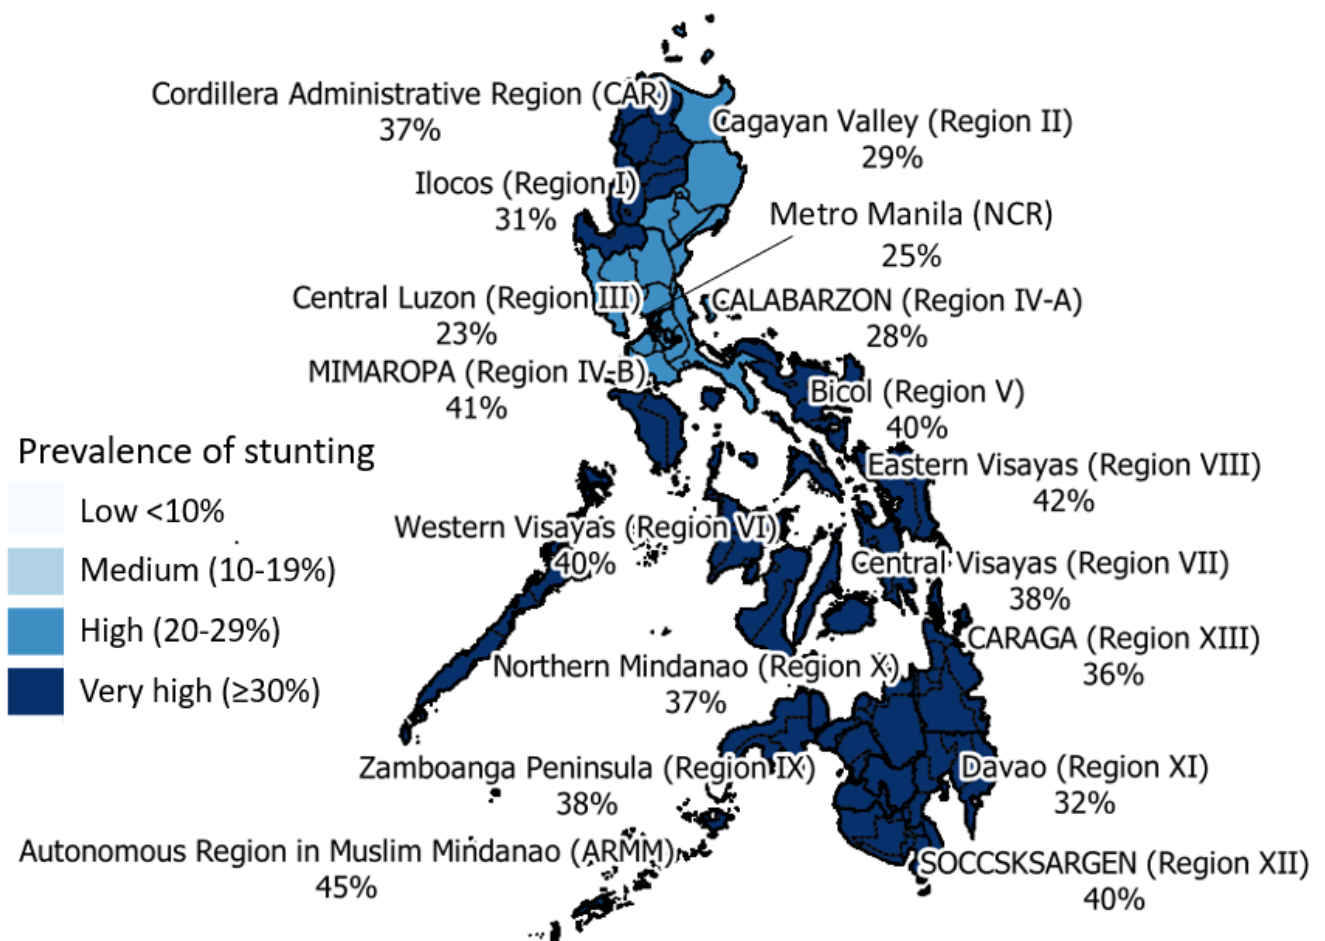 Cordillera Administrative Region (CAR)
37%
Cagayan Valley (Region II)
29%
Ilocos (Region I)
31%
Metro Manila (NCR)
25%
Central Luzon (Region III)
23%
CALABARZON (Region IV-A)
28%
MIMAROPA (Region IV-B)
41%
Bicol (Region V)
40%
Prevalence of stunting
Low <10%
Medium (10-19%)
High (20-29%)
Very high (≥30%)
Eastern Visayas (Region VIII)
42%
Western Visayas (Region VI)
40%
Central Visayas (Region VII)
38%
CARAGA (Region XIII)
36%
Northern Mindanao (Region X)
37%
Zamboanga Peninsula (Region IX)
38%
Davao (Region XI)
32%
Autonomous Region in Muslim Mindanao (ARMM)
45%
SOCCSKSARGEN (Region XII)
40%